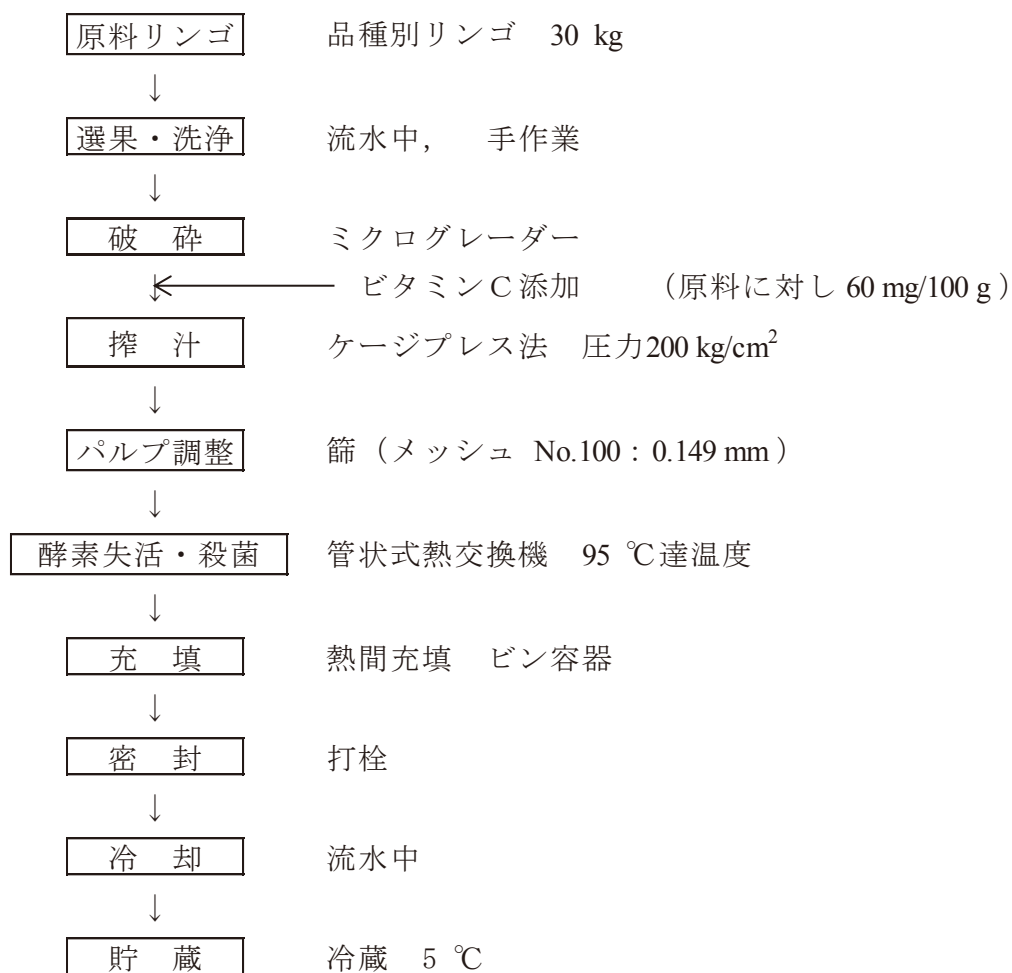 原料リンゴ 品種別リンゴ 30 kg
↓
選果・洗浄 流水中, 手作業
↓
破 砕 ミクログレーダー
↓← ビタミンC添加 （原料に対し 60 mg/100 g）
搾 汁 ケージプレス法 圧力200 kg/cm²
↓
パルプ調整 篩（メッシュ No.100：0.149 mm）
↓
酵素失活・殺菌 管状式熱交換機 95 ℃達温度
↓
充 填 熱間充填 ビン容器
↓
密 封 打栓
↓
冷 却 流水中
↓
貯 蔵 冷蔵 5 ℃